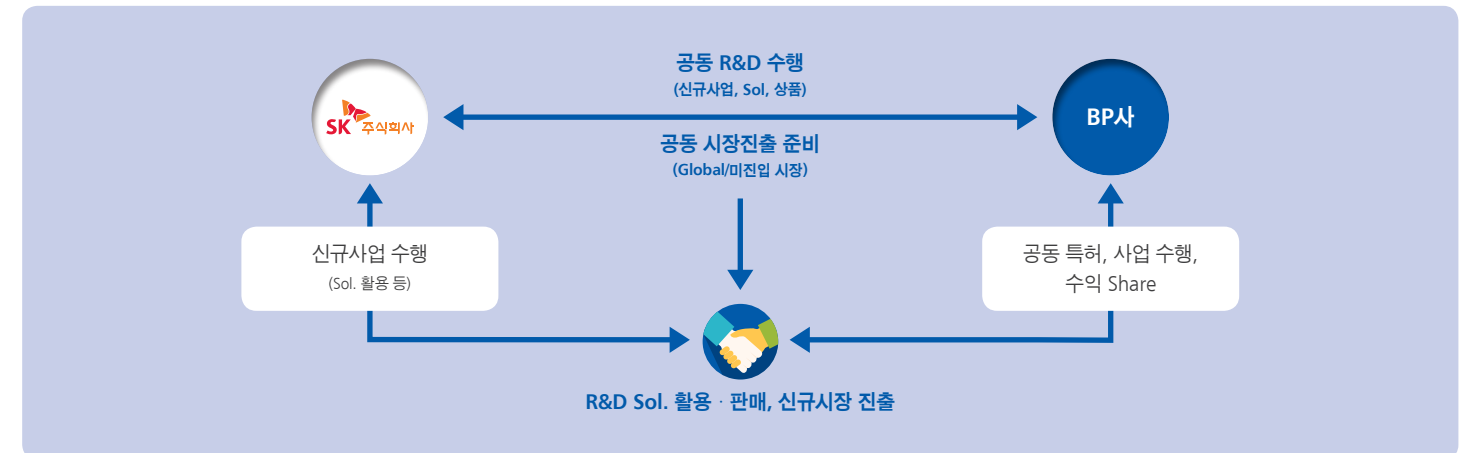 공동 R&D 수행
(신규사업, Sol, 상품)
SK 주식회사
BP사
공동 시장진출 준비
(Global/미진입 시장)
신규사업 수행
(Sol. 활용 등)
공동 특허, 사업 수행,
수익 Share
R&D Sol. 활용 · 판매, 신규시장 진출